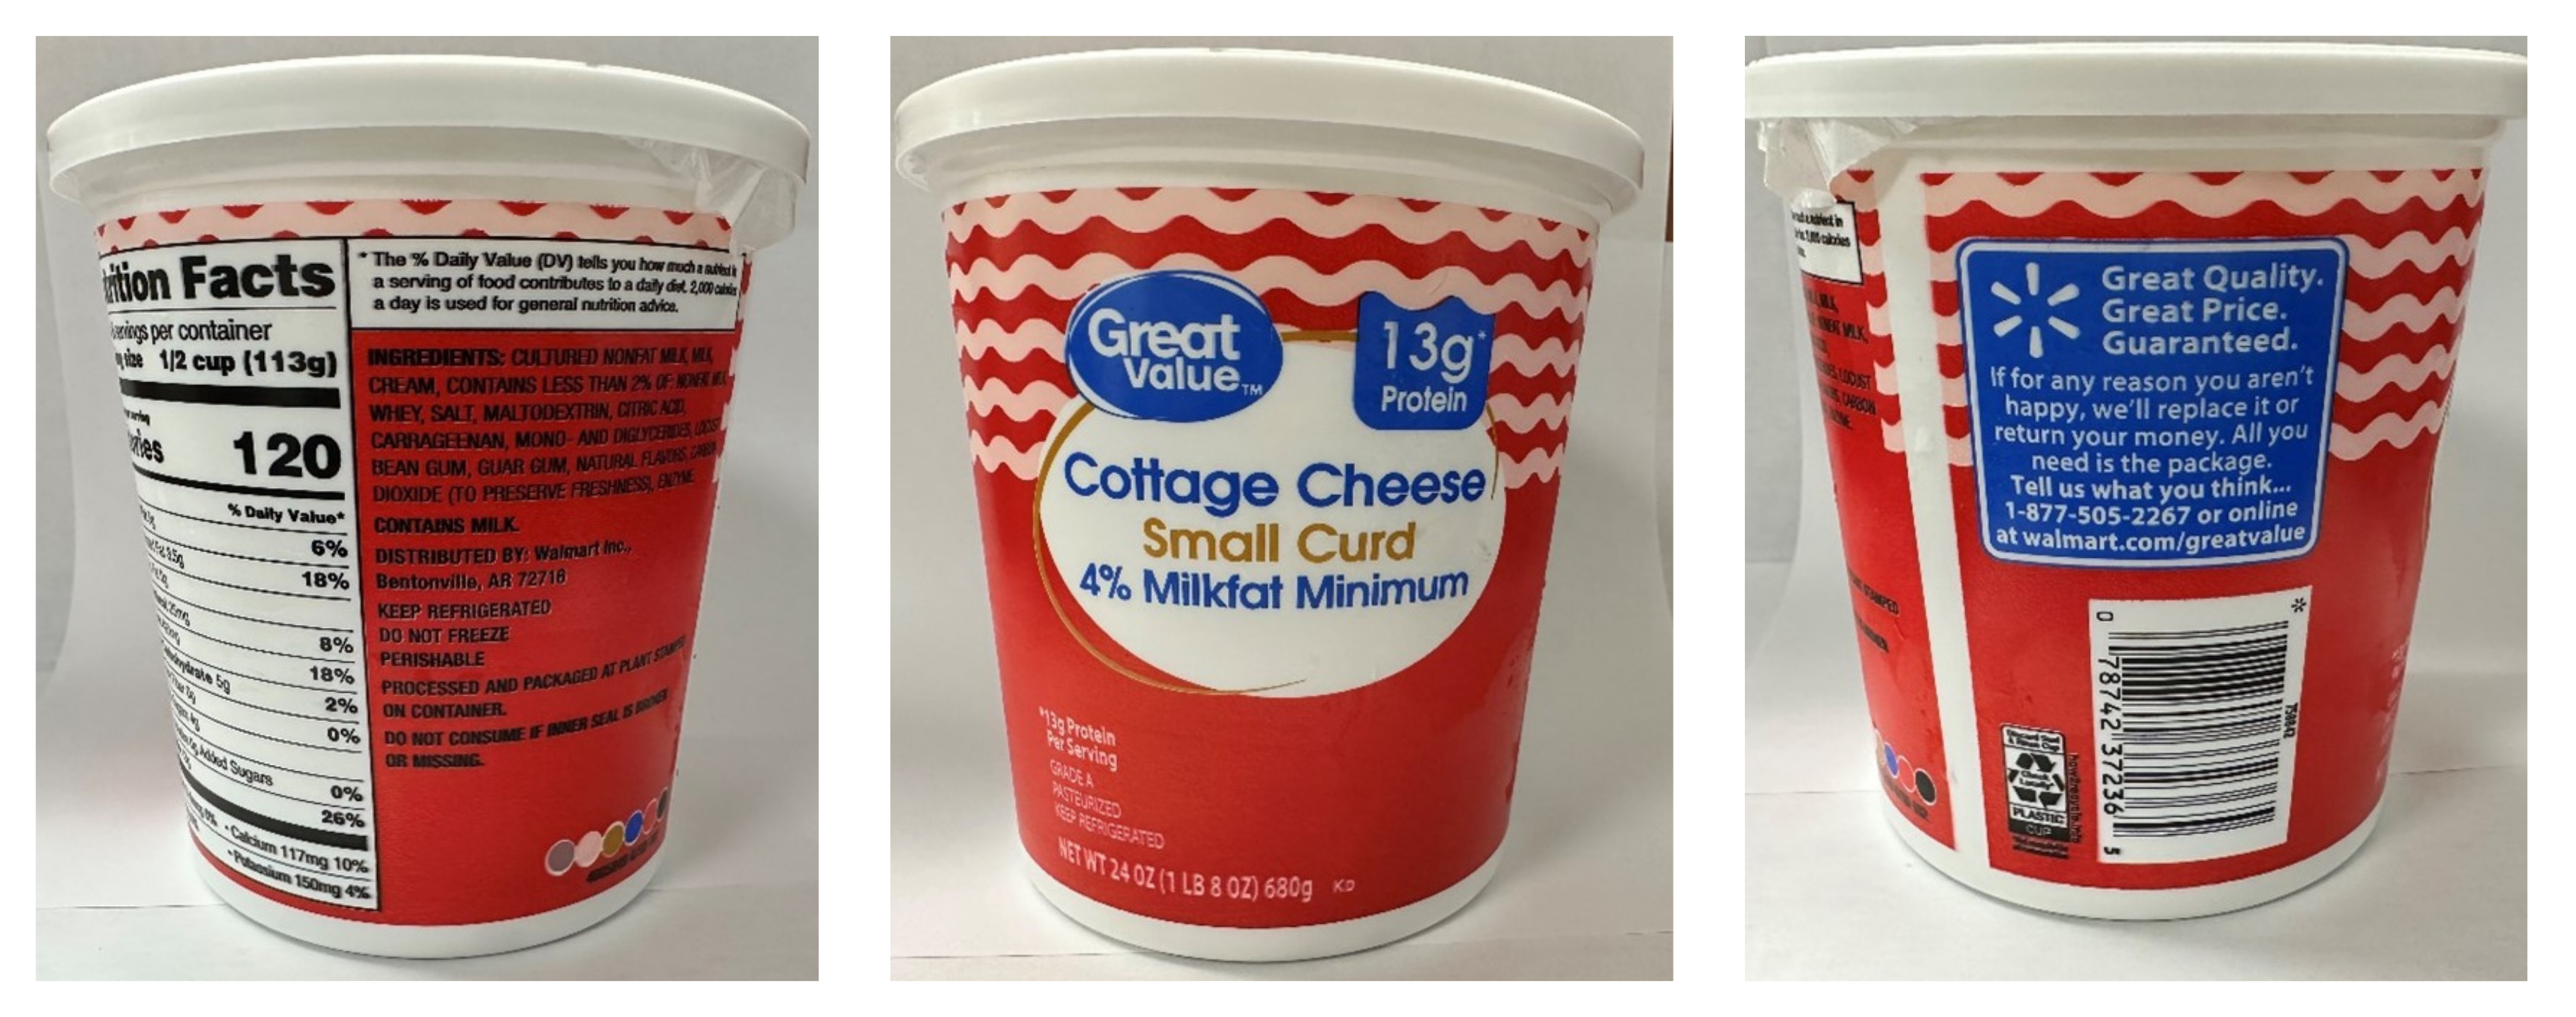 ition Facts
servings per container
size 1/2 cup (113g)
120
% Daily Value*
6%
18%
8%
18%
5g
2%
0%
Added Sugars
0%
26%
• Calcium 117mg 10%
• Potassium 150mg 4%
* The % Daily Value (DV) tells you how much a nutrient in
a serving of food contributes to a daily diet. 2,000 calories
a day is used for general nutrition advice.
INGREDIENTS: CULTURED NONFAT MILK, MILK,
CREAM, CONTAINS LESS THAN 2% OF: NONFAT MILK,
WHEY, SALT, MALTODEXTRIN, CITRIC ACID,
CARRAGEENAN, MONO- AND DIGLYCERIDES, LOCUST
BEAN GUM, GUAR GUM, NATURAL FLAVORS, CARBON
DIOXIDE (TO PRESERVE FRESHNESS), ENZYME.
CONTAINS MILK.
DISTRIBUTED BY: Walmart Inc.,
Bentonville, AR 72716
KEEP REFRIGERATED
DO NOT FREEZE
PERISHABLE
PROCESSED AND PACKAGED AT PLANT STAMPED
ON CONTAINER.
DO NOT CONSUME IF INNER SEAL IS BROKEN
OR MISSING.
Great
Value™
13g*
Protein
Cottage Cheese
Small Curd
4% Milkfat Minimum
*13g Protein
Per Serving
GRADE A
PASTEURIZED
KEEP REFRIGERATED
NET WT 24 OZ (1 LB 8 OZ) 680g KD
Great Quality.
Great Price.
Guaranteed.
If for any reason you aren't
happy, we'll replace it or
return your money. All you
need is the package.
Tell us what you think...
1-877-505-2267 or online
at walmart.com/greatvalue
0 78742 37236 5
PLASTIC
CUP
how2recycle.info